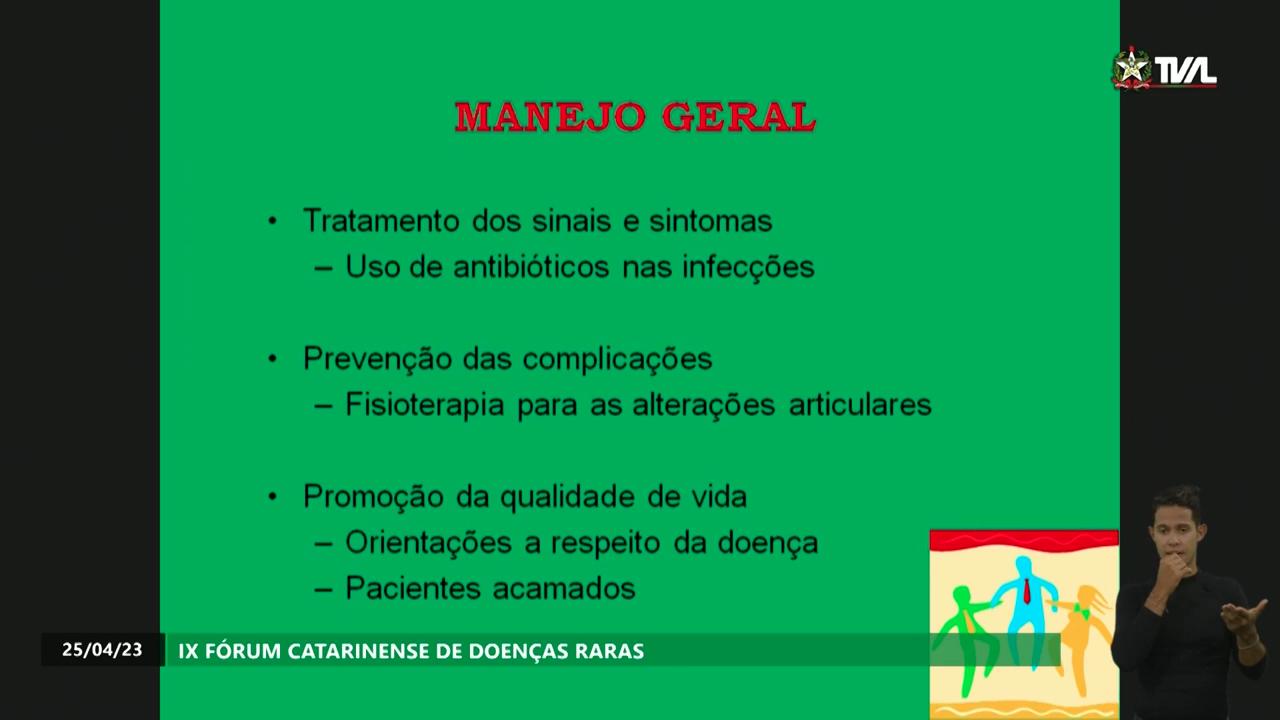 TVAL
MANEJO GERAL
• Tratamento dos sinais e sintomas
– Uso de antibióticos nas infecções
• Prevenção das complicações
– Fisioterapia para as alterações articulares
• Promoção da qualidade de vida
– Orientações a respeito da doença
– Pacientes acamados
25/04/23 IX FÓRUM CATARINENSE DE DOENÇAS RARAS